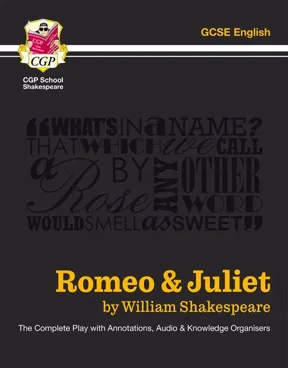 GCSE English
CGP
CGP School
Shakespeare
"WHAT'S IN A NAME?
THAT WHICH we CALL
a Rose BY ANY OTHER WORD
WOULD SMELL as SWEET"
Romeo & Juliet
by William Shakespeare
The Complete Play with Annotations, Audio & Knowledge Organisers